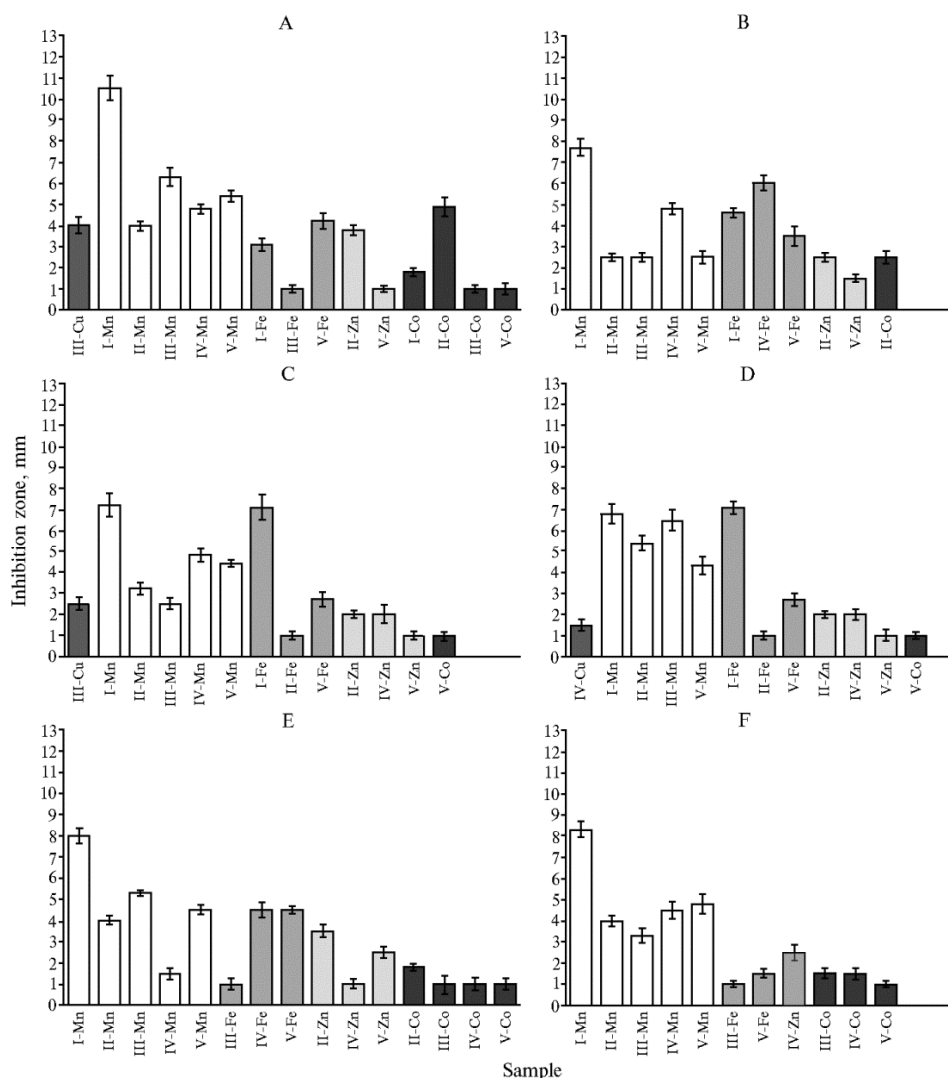 A
13
12
11
10
9
8
7
6
5
4
3
2
1
0
III-Cu
I-Mn
II-Mn
III-Mn
IV-Mn
V-Mn
I-Fe
III-Fe
V-Fe
II-Zn
V-Zn
I-Co
II-Co
III-Co
V-Co
B
13
12
11
10
9
8
7
6
5
4
3
2
1
0
I-Mn
II-Mn
III-Mn
IV-Mn
V-Mn
I-Fe
IV-Fe
V-Fe
II-Zn
V-Zn
II-Co
Inhibition zone, mm
C
13
12
11
10
9
8
7
6
5
4
3
2
1
0
III-Cu
I-Mn
II-Mn
III-Mn
IV-Mn
V-Mn
I-Fe
II-Fe
V-Fe
II-Zn
IV-Zn
V-Zn
V-Co
D
13
12
11
10
9
8
7
6
5
4
3
2
1
0
IV-Cu
I-Mn
II-Mn
III-Mn
V-Mn
I-Fe
II-Fe
V-Fe
II-Zn
IV-Zn
V-Zn
V-Co
E
13
12
11
10
9
8
7
6
5
4
3
2
1
0
I-Mn
II-Mn
III-Mn
IV-Mn
V-Mn
III-Fe
IV-Fe
V-Fe
II-Zn
IV-Zn
V-Zn
I-Co
III-Co
IV-Co
V-Co
F
13
12
11
10
9
8
7
6
5
4
3
2
1
0
I-Mn
II-Mn
III-Mn
IV-Mn
V-Mn
III-Fe
V-Fe
IV-Zn
III-Co
IV-Co
V-Co
Sample